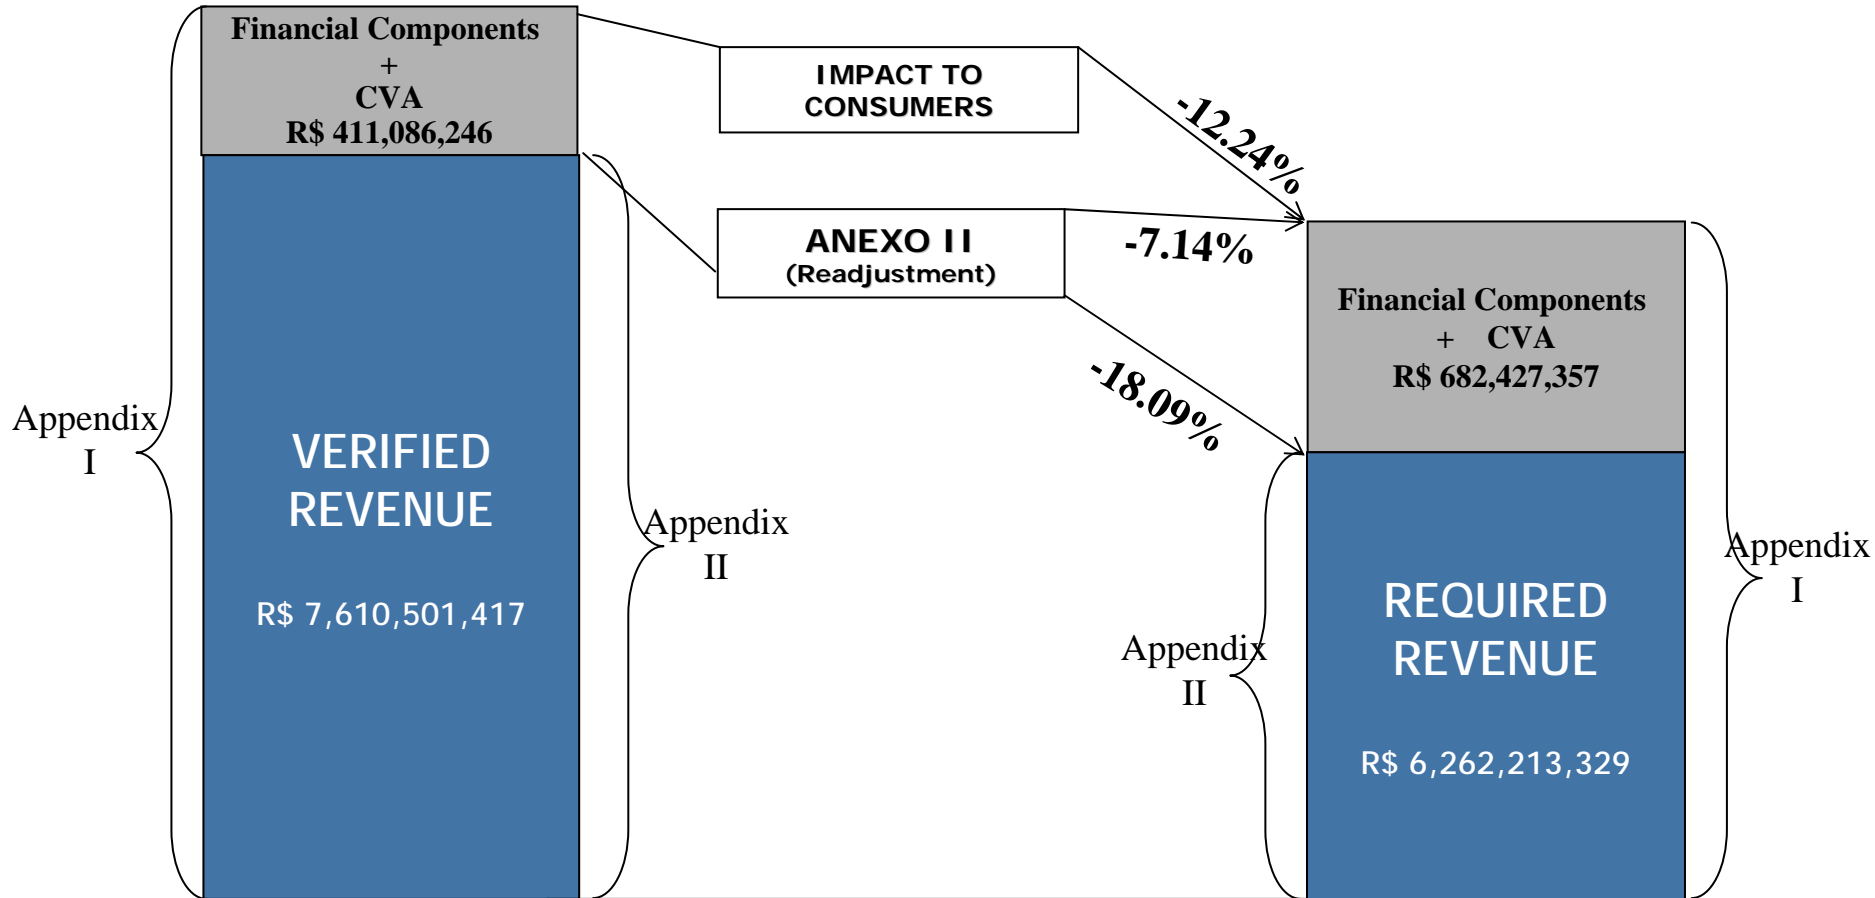 Financial Components
+
CVA
R$ 411,086,246
IMPACT TO
CONSUMERS
-12.24%
ANEXO II
(Readjustment)
-7.14%
-18.09%
Financial Components
+ CVA
R$ 682,427,357
Appendix
I
VERIFIED
REVENUE
R$ 7,610,501,417
Appendix
II
Appendix
II
REQUIRED
REVENUE
R$ 6,262,213,329
Appendix
I